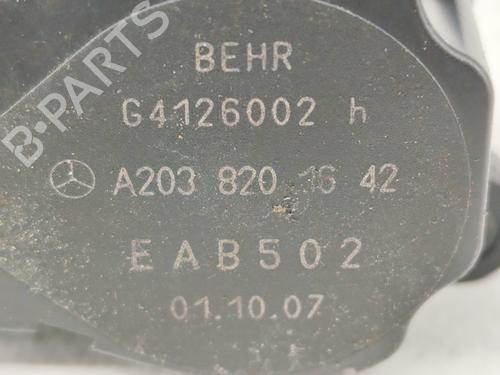 B-PARTS
BEHR
G4126002 h
A203 820 16 42
EAB502
01.10.07